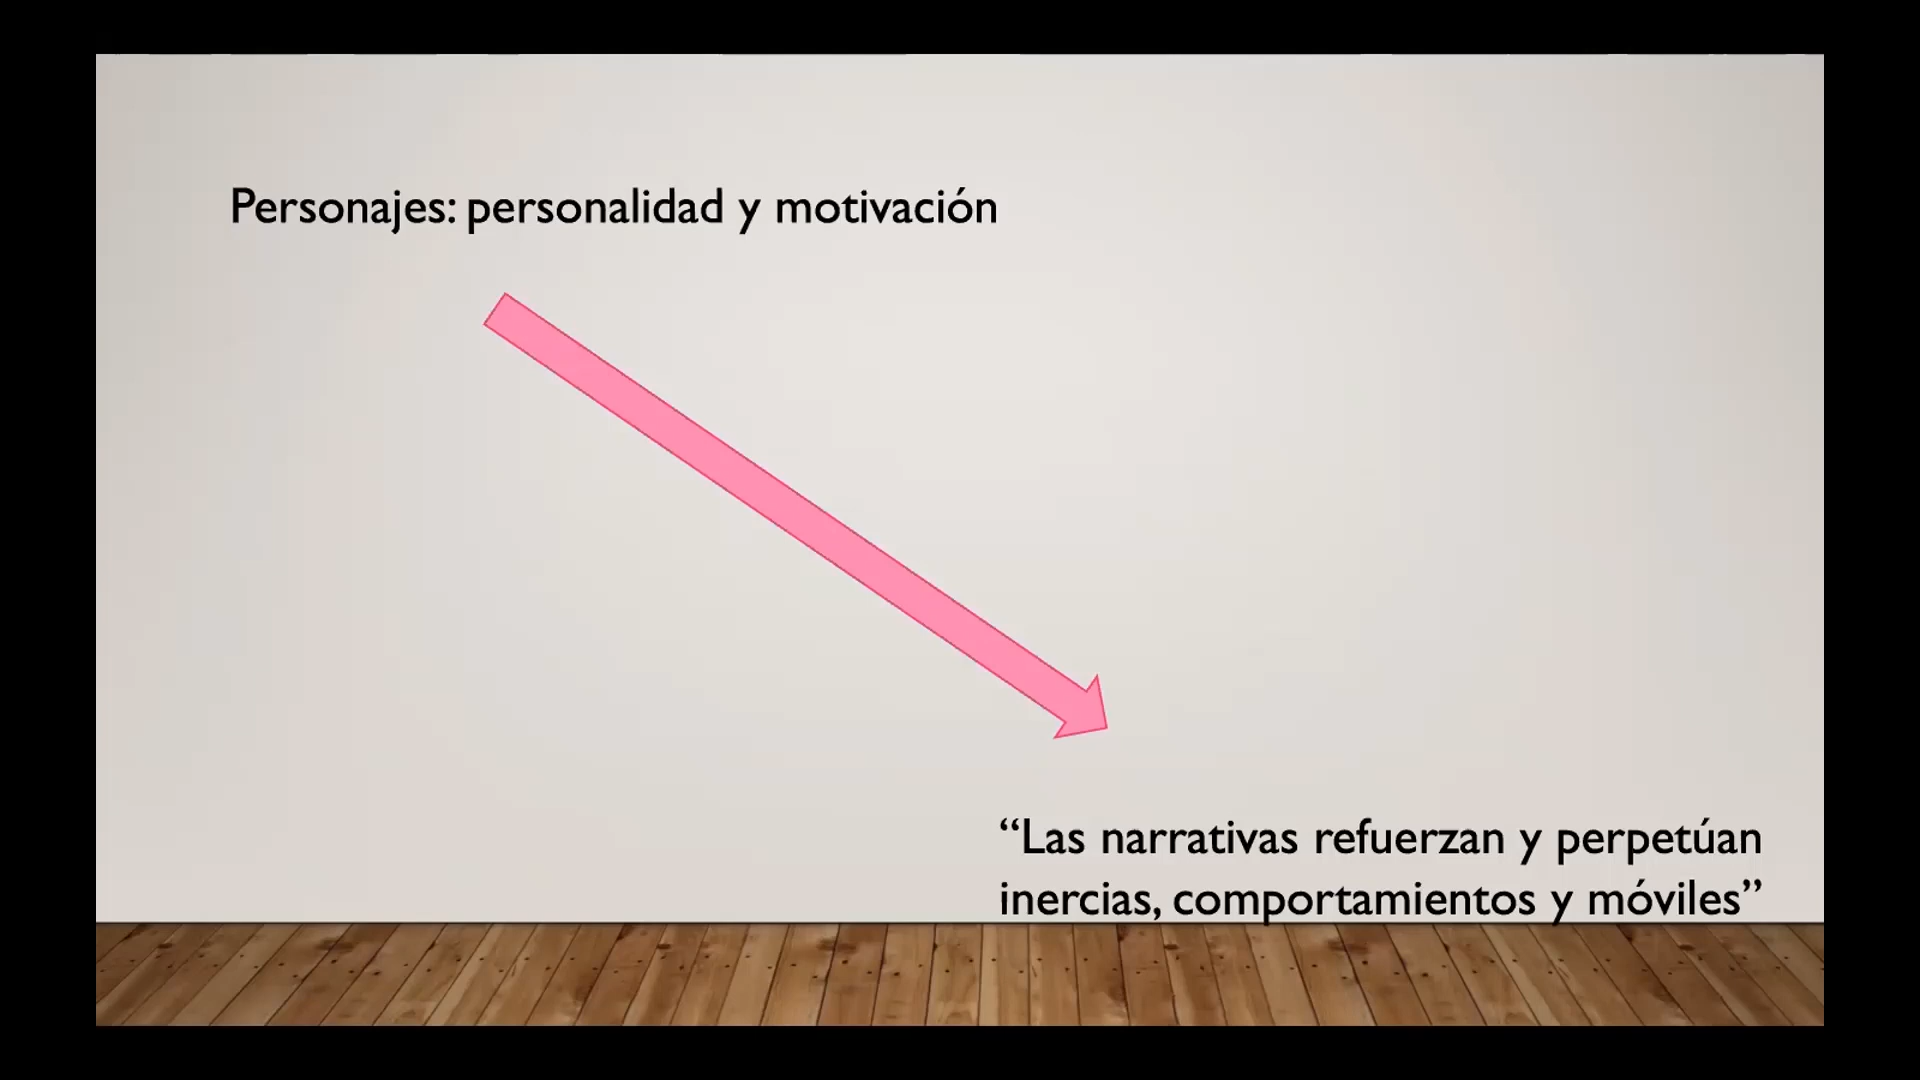 Personajes: personalidad y motivación
“Las narrativas refuerzan y perpetúan
inercias, comportamientos y móviles”